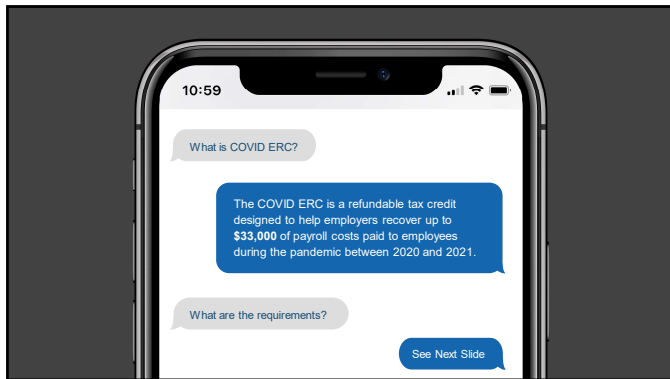 10:59
What is COVID ERC?
The COVID ERC is a refundable tax credit
designed to help employers recover up to
$33,000 of payroll costs paid to employees
during the pandemic between 2020 and 2021.
What are the requirements?
See Next Slide